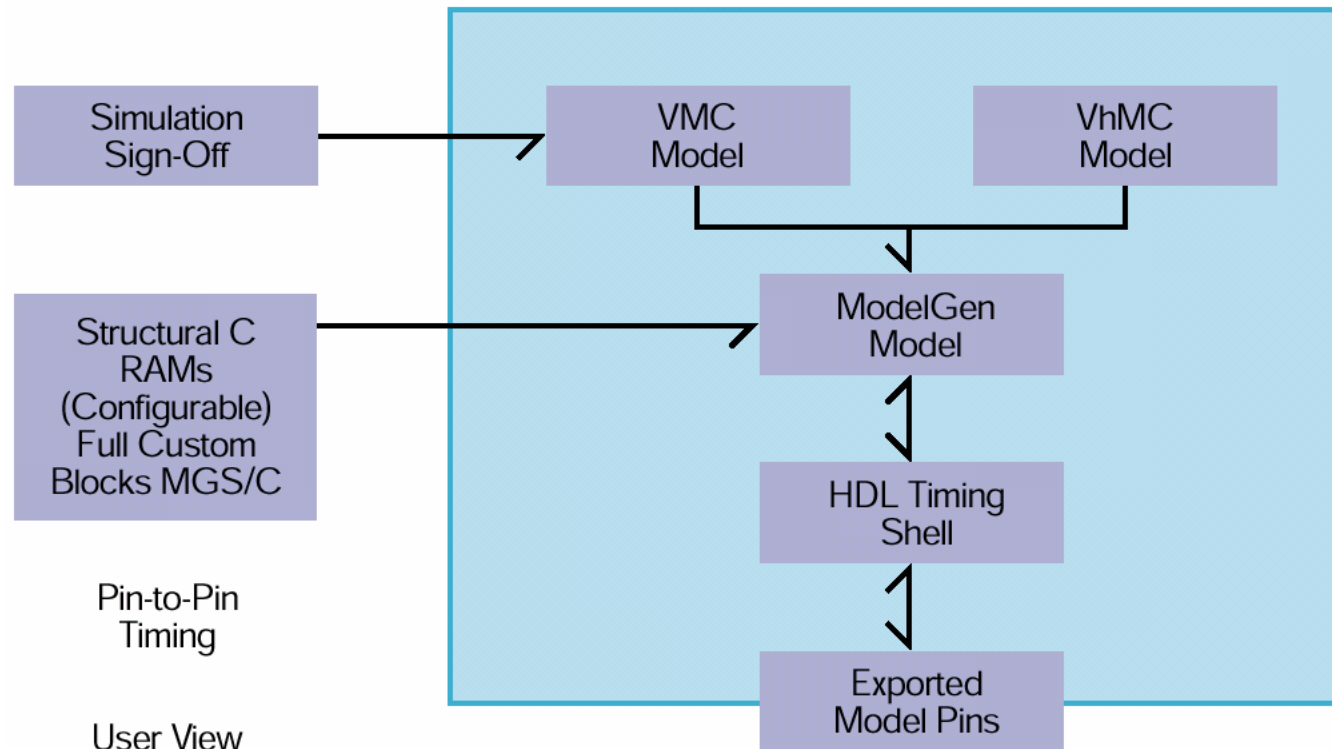 Simulation
Sign-Off
VMC
Model
VhMC
Model
Structural C
RAMs
(Configurable)
Full Custom
Blocks MGS/C
ModelGen
Model
HDL Timing
Shell
Pin-to-Pin
Timing
Exported
Model Pins
User View